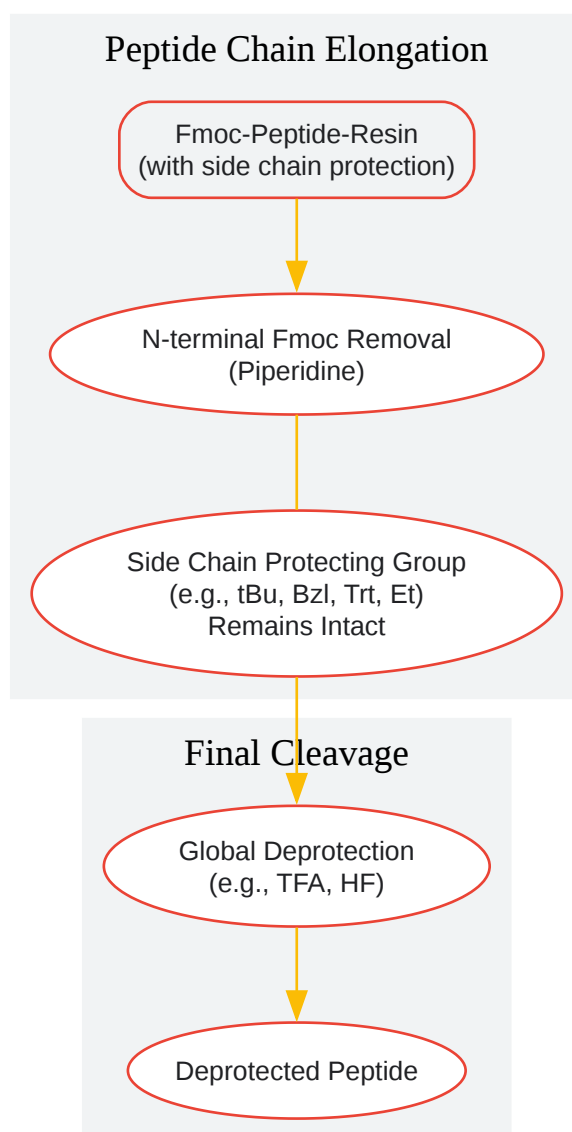 Peptide Chain Elongation
Fmoc-Peptide-Resin
(with side chain protection)
N-terminal Fmoc Removal
(Piperidine)
Side Chain Protecting Group
(e.g., tBu, Bzl, Trt, Et)
Remains Intact
Final Cleavage
Global Deprotection
(e.g., TFA, HF)
Deprotected Peptide